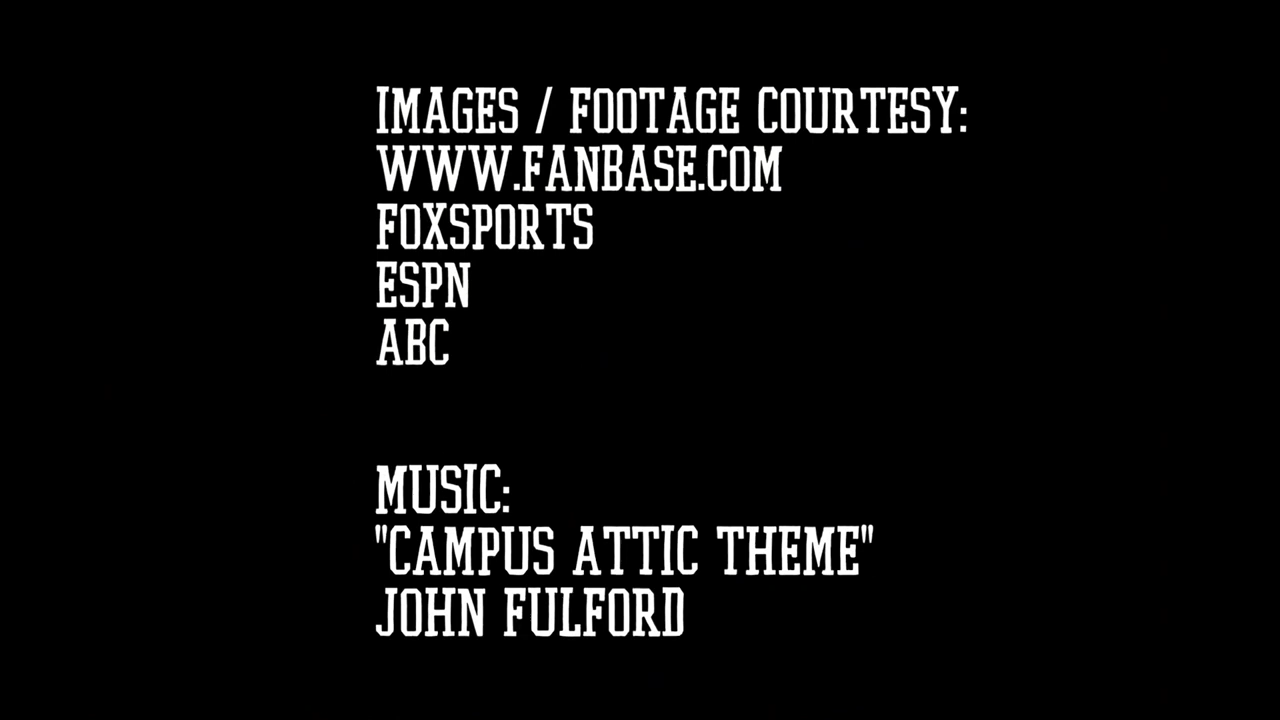 IMAGES / FOOTAGE COURTESY:
WWW.FANBASE.COM
FOXSPORTS
ESPN
ABC
MUSIC:
"CAMPUS ATTIC THEME"
JOHN FULFORD